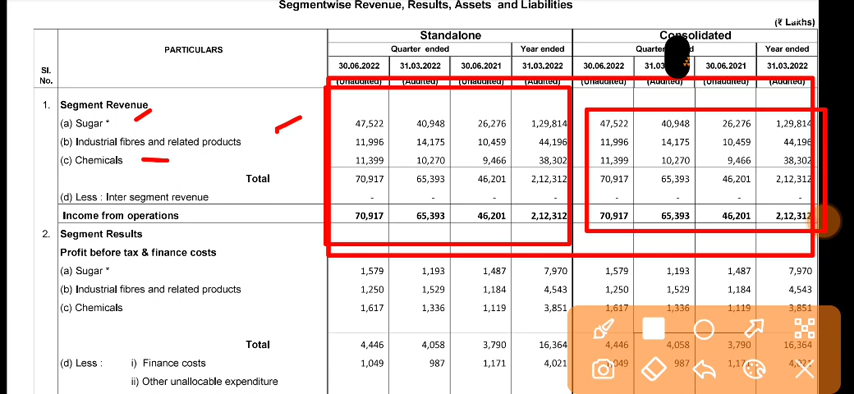 Segmentwise Revenue, Results, Assets and Liabilities
(₹ Lakhs)
Standalone Consolidated
PARTICULARS Quarter ended Year ended Year ended
Sl. No. 30.06.2022 31.03.2022 30.06.2021 31.03.2022 30.06.2022 30.06.2021 31.03.2022
(Unaudited) (Audited) (Unaudited) (Audited) (Unaudited) (Audited) (Unaudited) (Audited)
1. Segment Revenue
(a) Sugar * 47,522 40,948 26,276 1,29,814 47,522 40,948 26,276 1,29,814
(b) Industrial fibres and related products 11,996 14,175 10,459 44,196 11,996 14,175 10,459 44,196
(c) Chemicals 11,399 10,270 9,466 38,302 11,399 10,270 9,466 38,302
Total 70,917 65,393 46,201 2,12,312 70,917 65,393 46,201 2,12,312
(d) Less : Inter segment revenue - - - - - - - -
Income from operations 70,917 65,393 46,201 2,12,312 70,917 65,393 46,201 2,12,312
2. Segment Results
Profit before tax & finance costs
(a) Sugar * 1,579 1,193 1,487 7,970 1,579 1,193 1,487 7,970
(b) Industrial fibres and related products 1,250 1,529 1,184 4,543 1,250 1,529 1,184 4,543
(c) Chemicals 1,617 1,336 1,119 3,851 1,617 1,336 1,119 3,851
Total 4,446 4,058 3,790 16,364 4,446 4,058 3,790 16,364
(d) Less : i) Finance costs 1,049 987 1,171 4,021 987
ii) Other unallocable expenditure